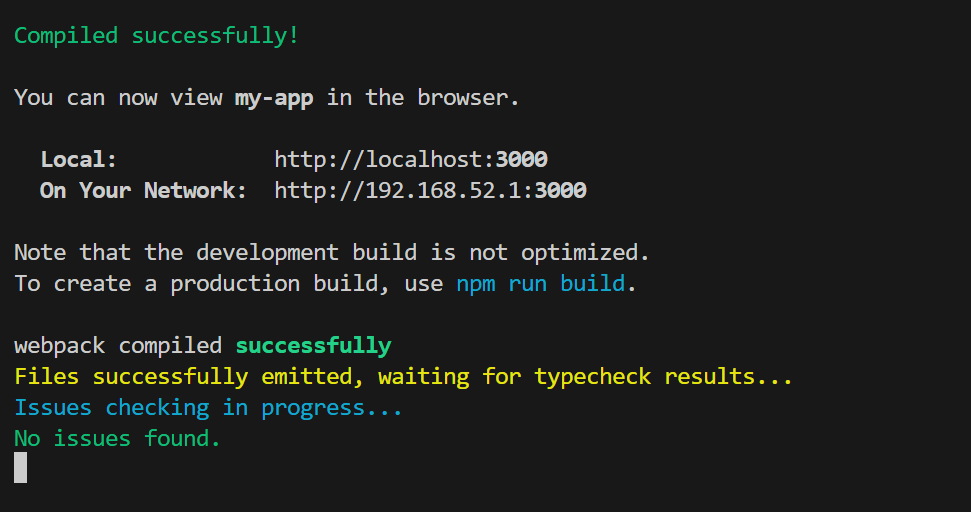 Compiled successfully!
You can now view my-app in the browser.
Local: http://localhost:3000
On Your Network: http://192.168.52.1:3000
Note that the development build is not optimized.
To create a production build, use npm run build.
webpack compiled successfully
Files successfully emitted, waiting for typecheck results...
Issues checking in progress...
No issues found.